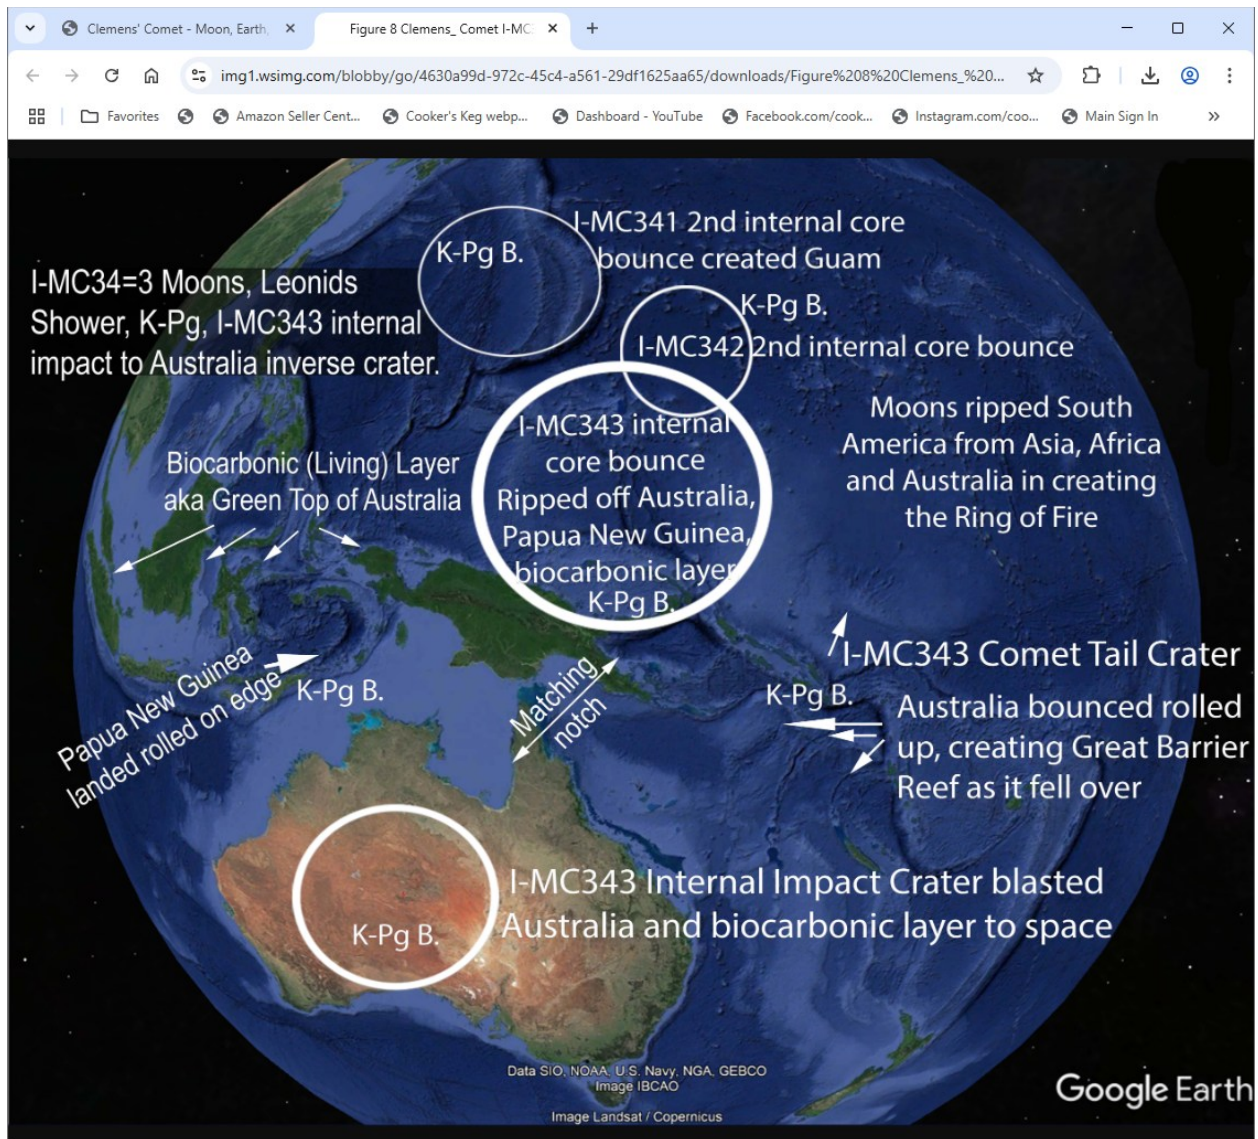 Clemens' Comet - Moon, Earth,
Figure 8 Clemens_ Comet I-MC3
img1.wsimg.com/blobby/go/4630a99d-972c-45c4-a561-29df1625aa65/downloads/Figure%208%20Clemens_%20...
Favorites
Amazon Seller Cent...
Cooker's Keg webp...
Dashboard - YouTube
Facebook.com/cook...
Instagram.com/coo...
Main Sign In
I-MC341 2nd internal core
bounce created Guam
K-Pg B.
I-MC34=3 Moons, Leonids
Shower, K-Pg, I-MC343 internal
impact to Australia inverse crater.
K-Pg B.
I-MC342 2nd internal core bounce
Moons ripped South
America from Asia, Africa
and Australia in creating
the Ring of Fire
I-MC343 internal
core bounce
Ripped off Australia,
Papua New Guinea,
biocarbonic layer
K-Pg B.
Biocarbonic (Living) Layer
aka Green Top of Australia
I-MC343 Comet Tail Crater
Papua New Guinea
landed rolled on edge
K-Pg B.
Matching
notch
K-Pg B.
Australia bounced rolled
up, creating Great Barrier
Reef as it fell over
I-MC343 Internal Impact Crater blasted
Australia and biocarbonic layer to space
K-Pg B.
Data SIO, NOAA, U.S. Navy, NGA, GEBCO
Image IBCAO
Image Landsat / Copernicus
Google Earth